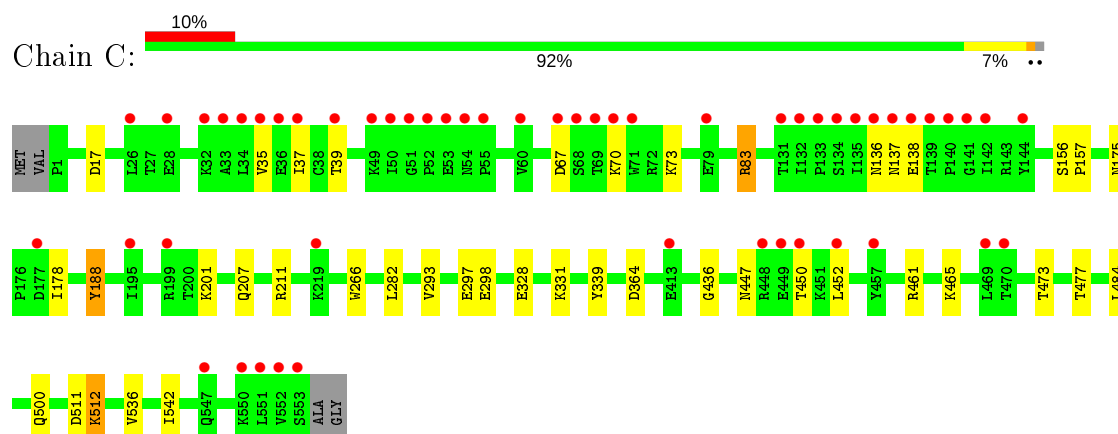 10%
Chain C:
92% 7%
MET VAL P1 D17 L26 T27 E28 K32 A33 L34 V35 E36 I37 C38 T39 K49 I50 G51 P52 E53 N54 P55 V60 D67 S68 T69 K70 W71 R72 K73 E79 R83 T131 I132 P133 S134 I135 N136 N137 E138 T139 P140 G141 I142 R143 Y144 S156 P157 N175
P176 D177 I178 Y188 I195 R199 T200 K201 Q207 R211 K219 W266 L282 V293 E297 E298 E328 K331 Y339 D364 E413 G436 N447 R448 E449 T450 K451 L452 Y457 R461 K465 L469 T470 T473 T477 L484
Q500 D511 K512 V536 I542 Q547 K550 L551 V552 S553 ALA GLY